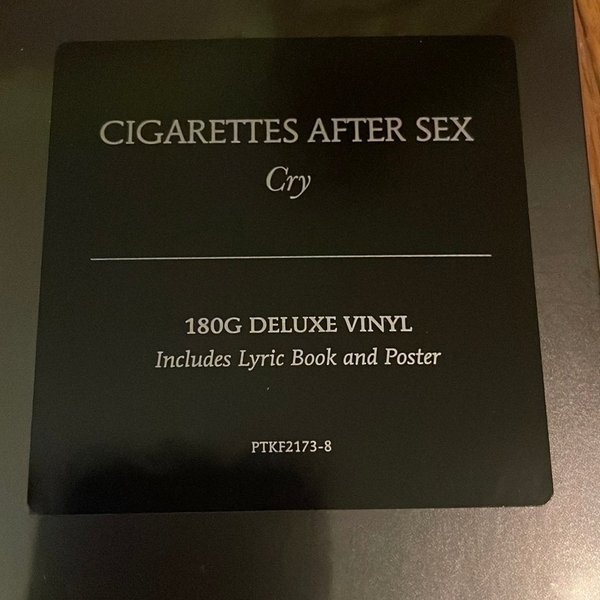 CIGARETTES AFTER SEX
Cry
180G DELUXE VINYL
Includes Lyric Book and Poster
PTKF2173-8